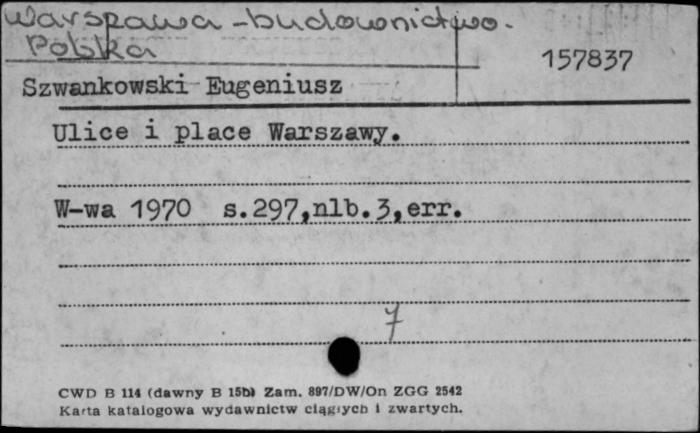 Warszawa - budownictwo.
Polska
157837
Szwankowski Eugeniusz
Ulice i place Warszawy.
W-wa 1970 s.297,nlb.3,err.
7
CWD B 114 (dawny B 15b) Zam. 897/DW/On ZGG 2542
Karta katalogowa wydawnictw ciągłych i zwartych.